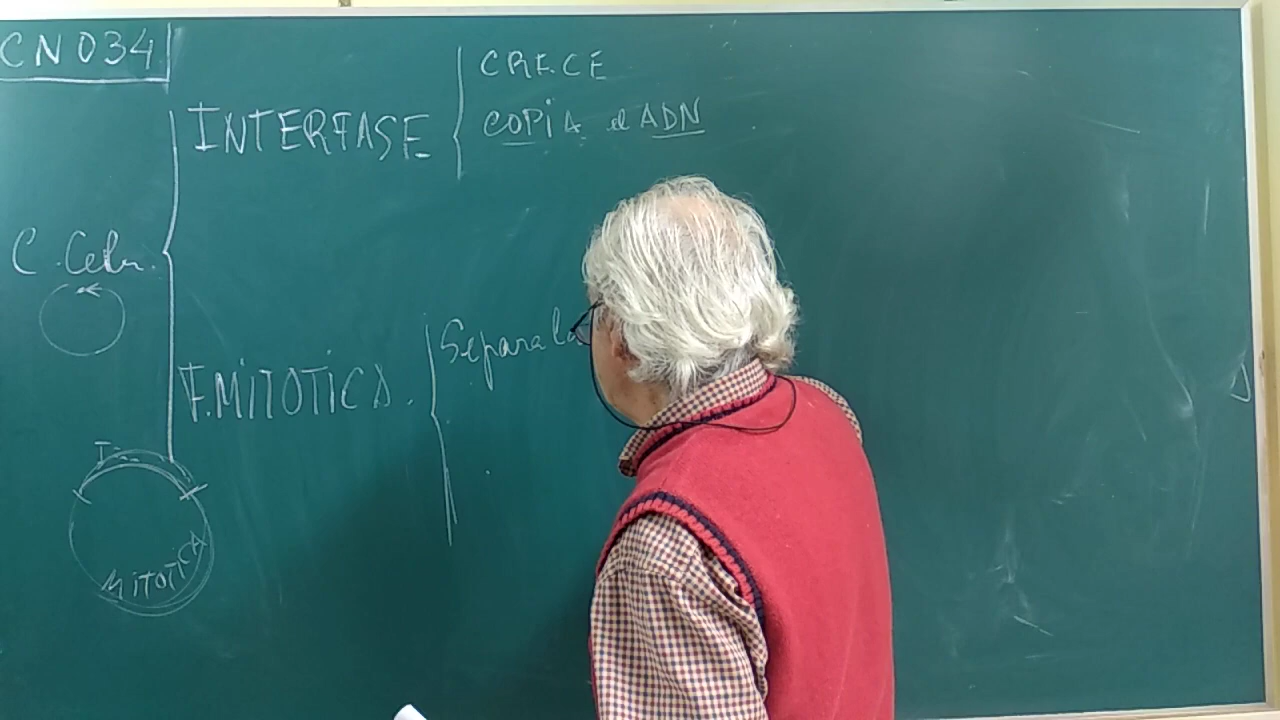 CN034
INTERFASE
CRECE
COPIA el ADN
C. Celu.
F.MITOTICA.
Separa la
I...
MITOTICA